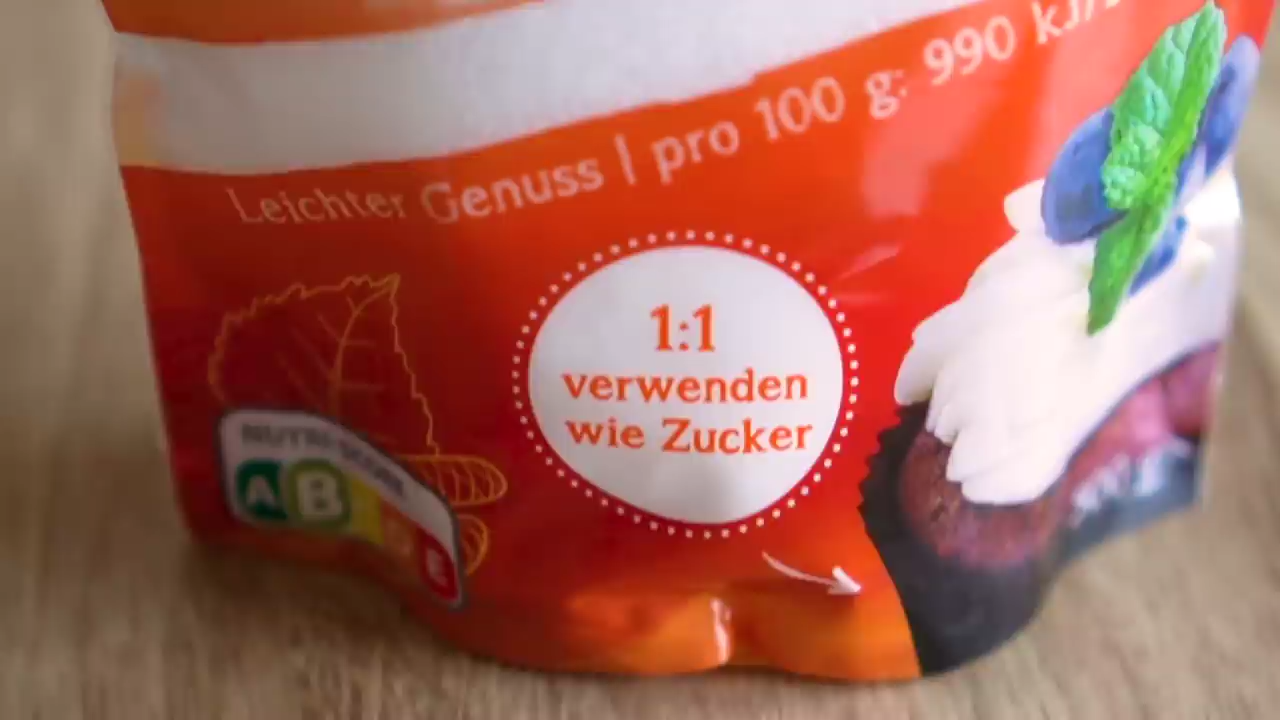 Leichter Genuss | pro 100 g: 990 kJ/
1:1
verwenden
wie Zucker
NUTRI-SCORE
A B E